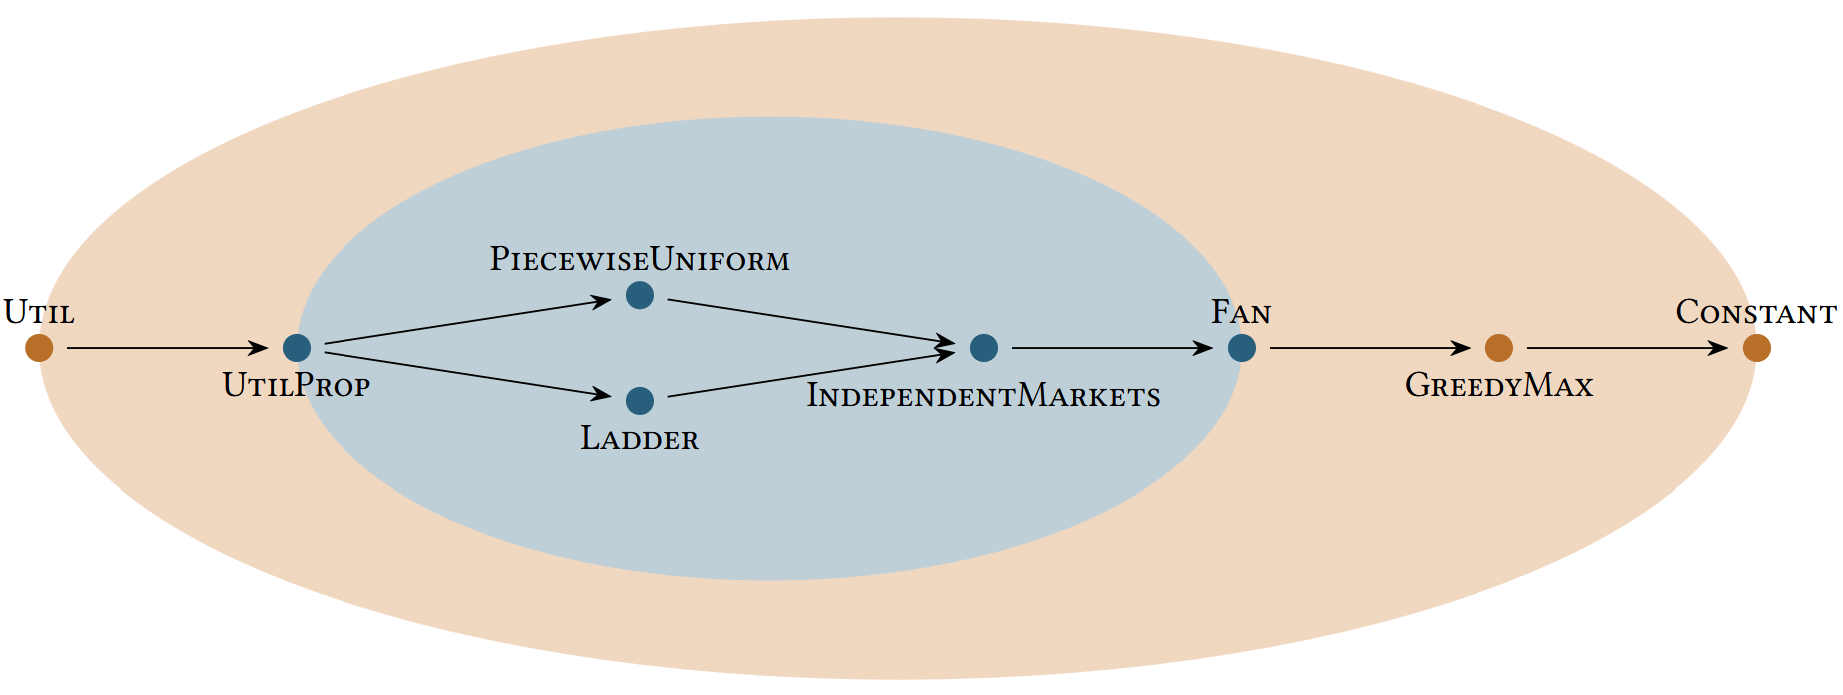 PiecewiseUniform
Util
Fan
Constant
UtilProp
IndependentMarkets
GreedyMax
Ladder